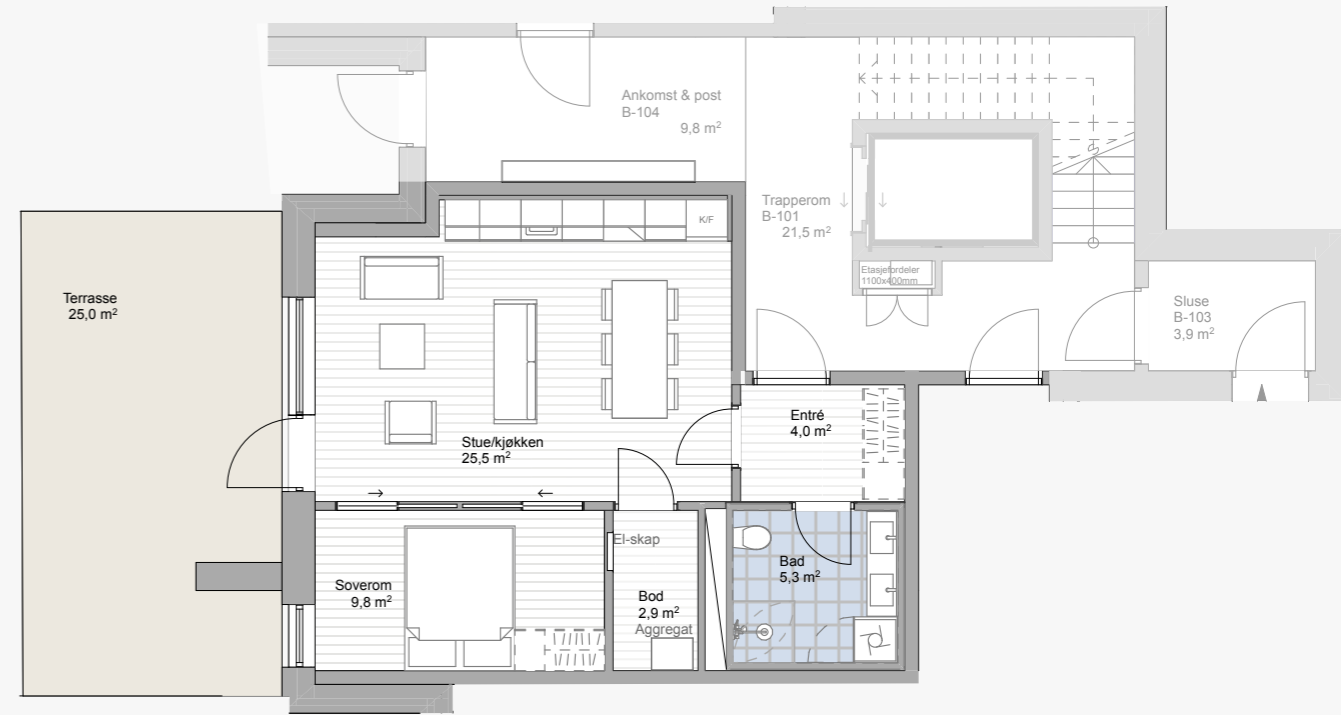 Ankomst & post
B-104
9,8 m²
Trapperom
B-101
21,5 m²
K/F
Etasjefordeler
1100x400mm
Terrasse
25,0 m²
Sluse
B-103
3,9 m²
Entré
4,0 m²
Stue/kjøkken
25,5 m²
El-skap
Bad
5,3 m²
Soverom
9,8 m²
Bod
2,9 m²
Aggregat